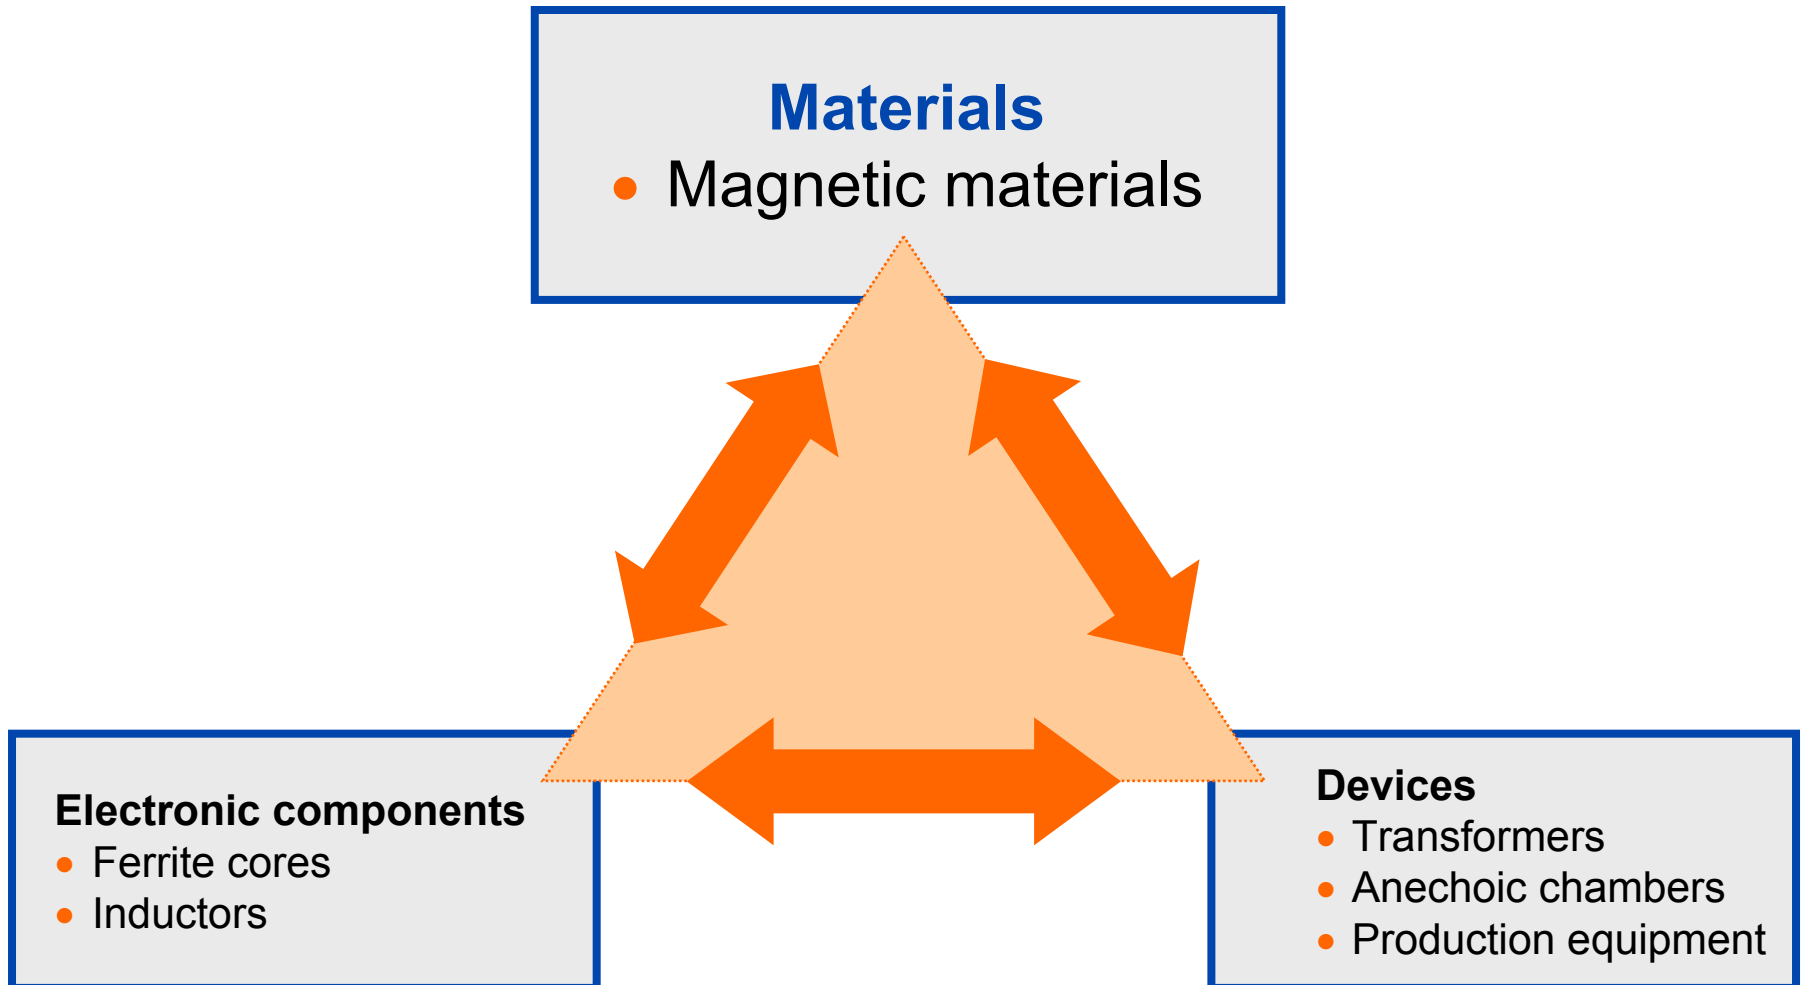 Materials
• Magnetic materials
Electronic components
• Ferrite cores
• Inductors
Devices
• Transformers
• Anechoic chambers
• Production equipment